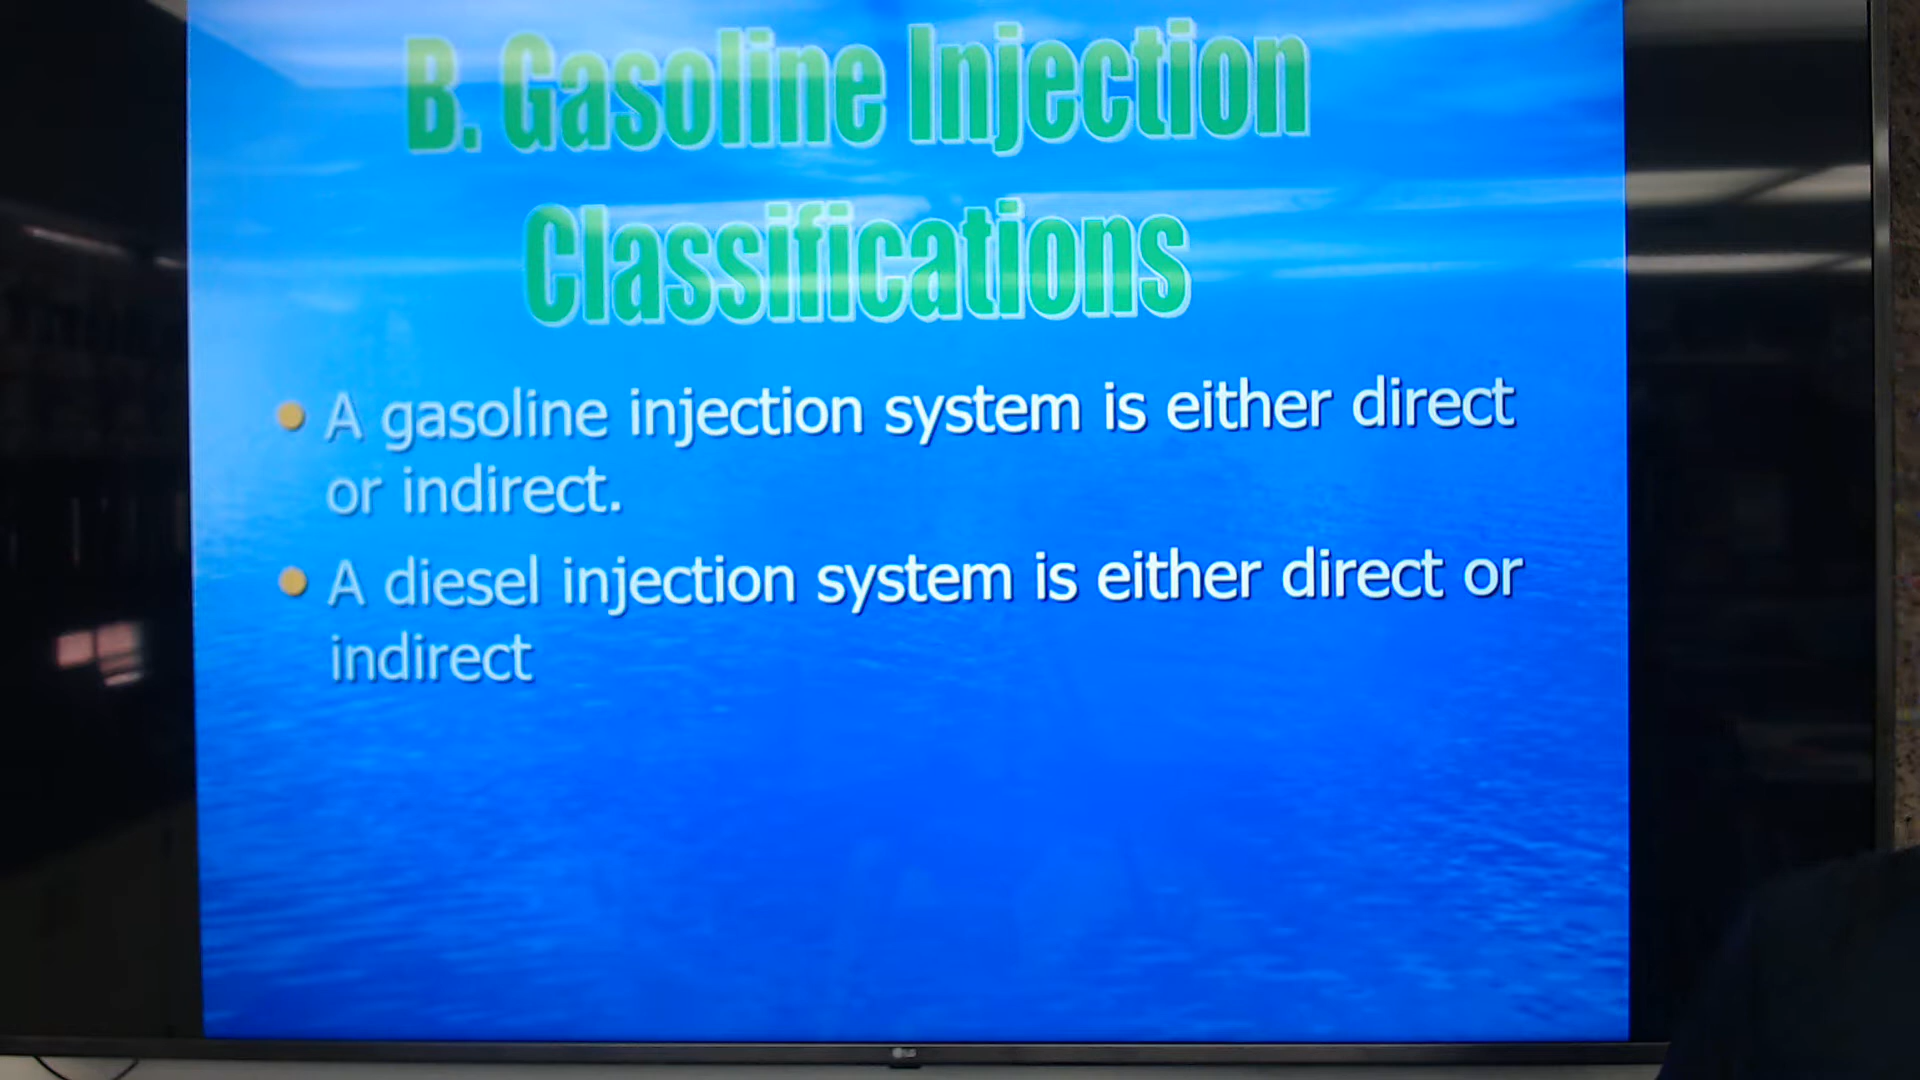 B. Gasoline Injection
Classifications
A gasoline injection system is either direct
or indirect.
A diesel injection system is either direct or
indirect
LG